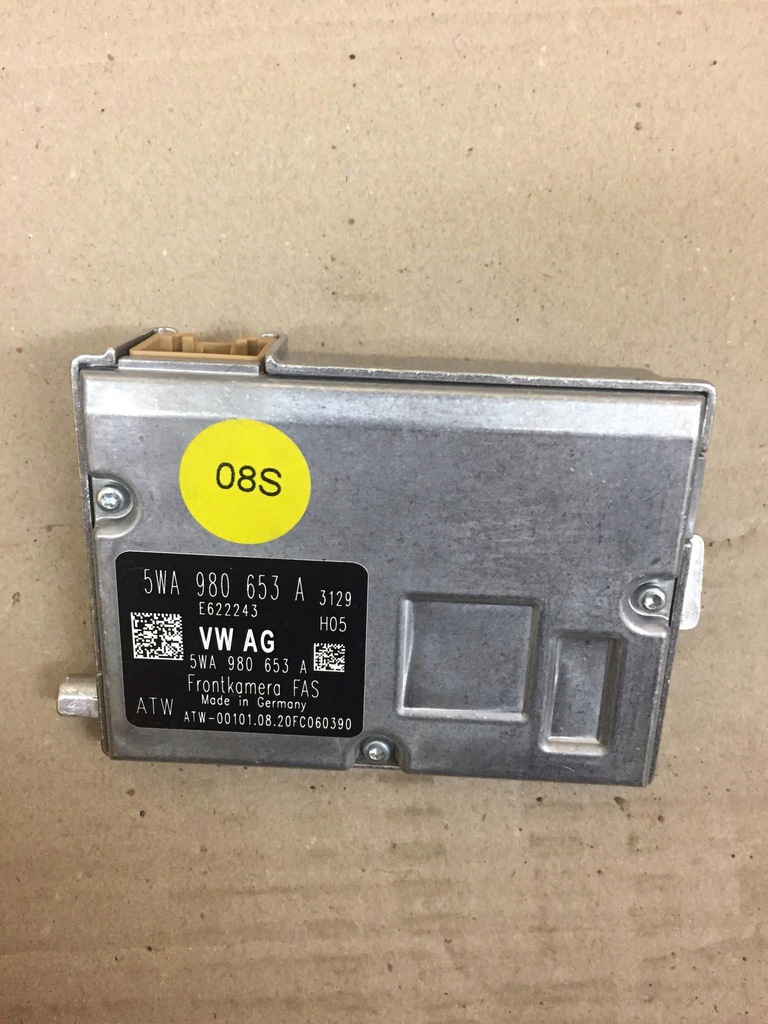 08S
5WA 980 653 A 3129
E622243 H05
VW AG
5WA 980 653 A
Frontkamera FAS
Made in Germany
ATW ATW-00101.08.20FC060390